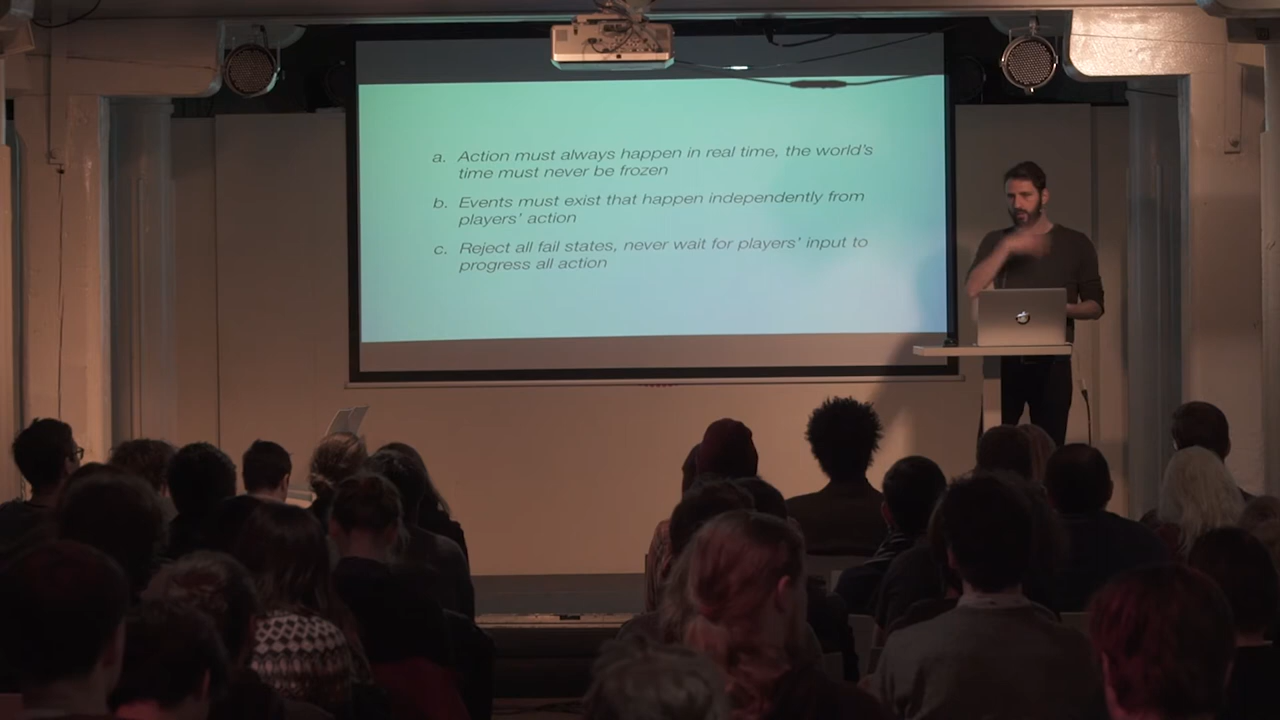 a. Action must always happen in real time, the world's
time must never be frozen
b. Events must exist that happen independently from
players' action
c. Reject all fail states, never wait for players' input to
progress all action